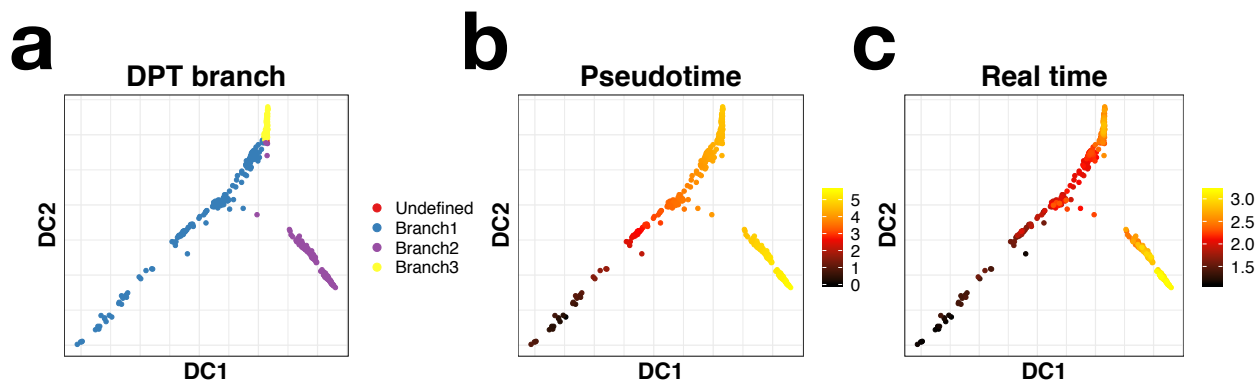 a
DPT branch
DC2
DC1
Undefined
Branch1
Branch2
Branch3
b
Pseudotime
DC2
DC1
5
4
3
2
1
0
c
Real time
DC2
DC1
3.0
2.5
2.0
1.5